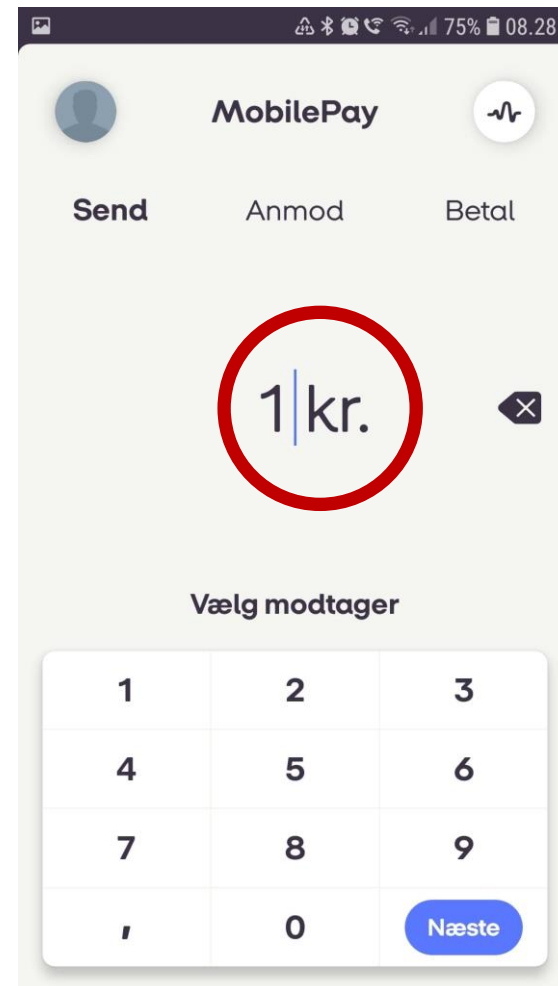 75% 08.28
MobilePay
Send Anmod Betal
1 kr.
Vælg modtager
1 2 3
4 5 6
7 8 9
, 0 Næste